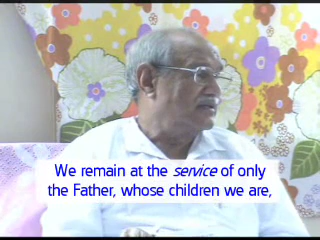 We remain at the service of only
the Father, whose children we are,